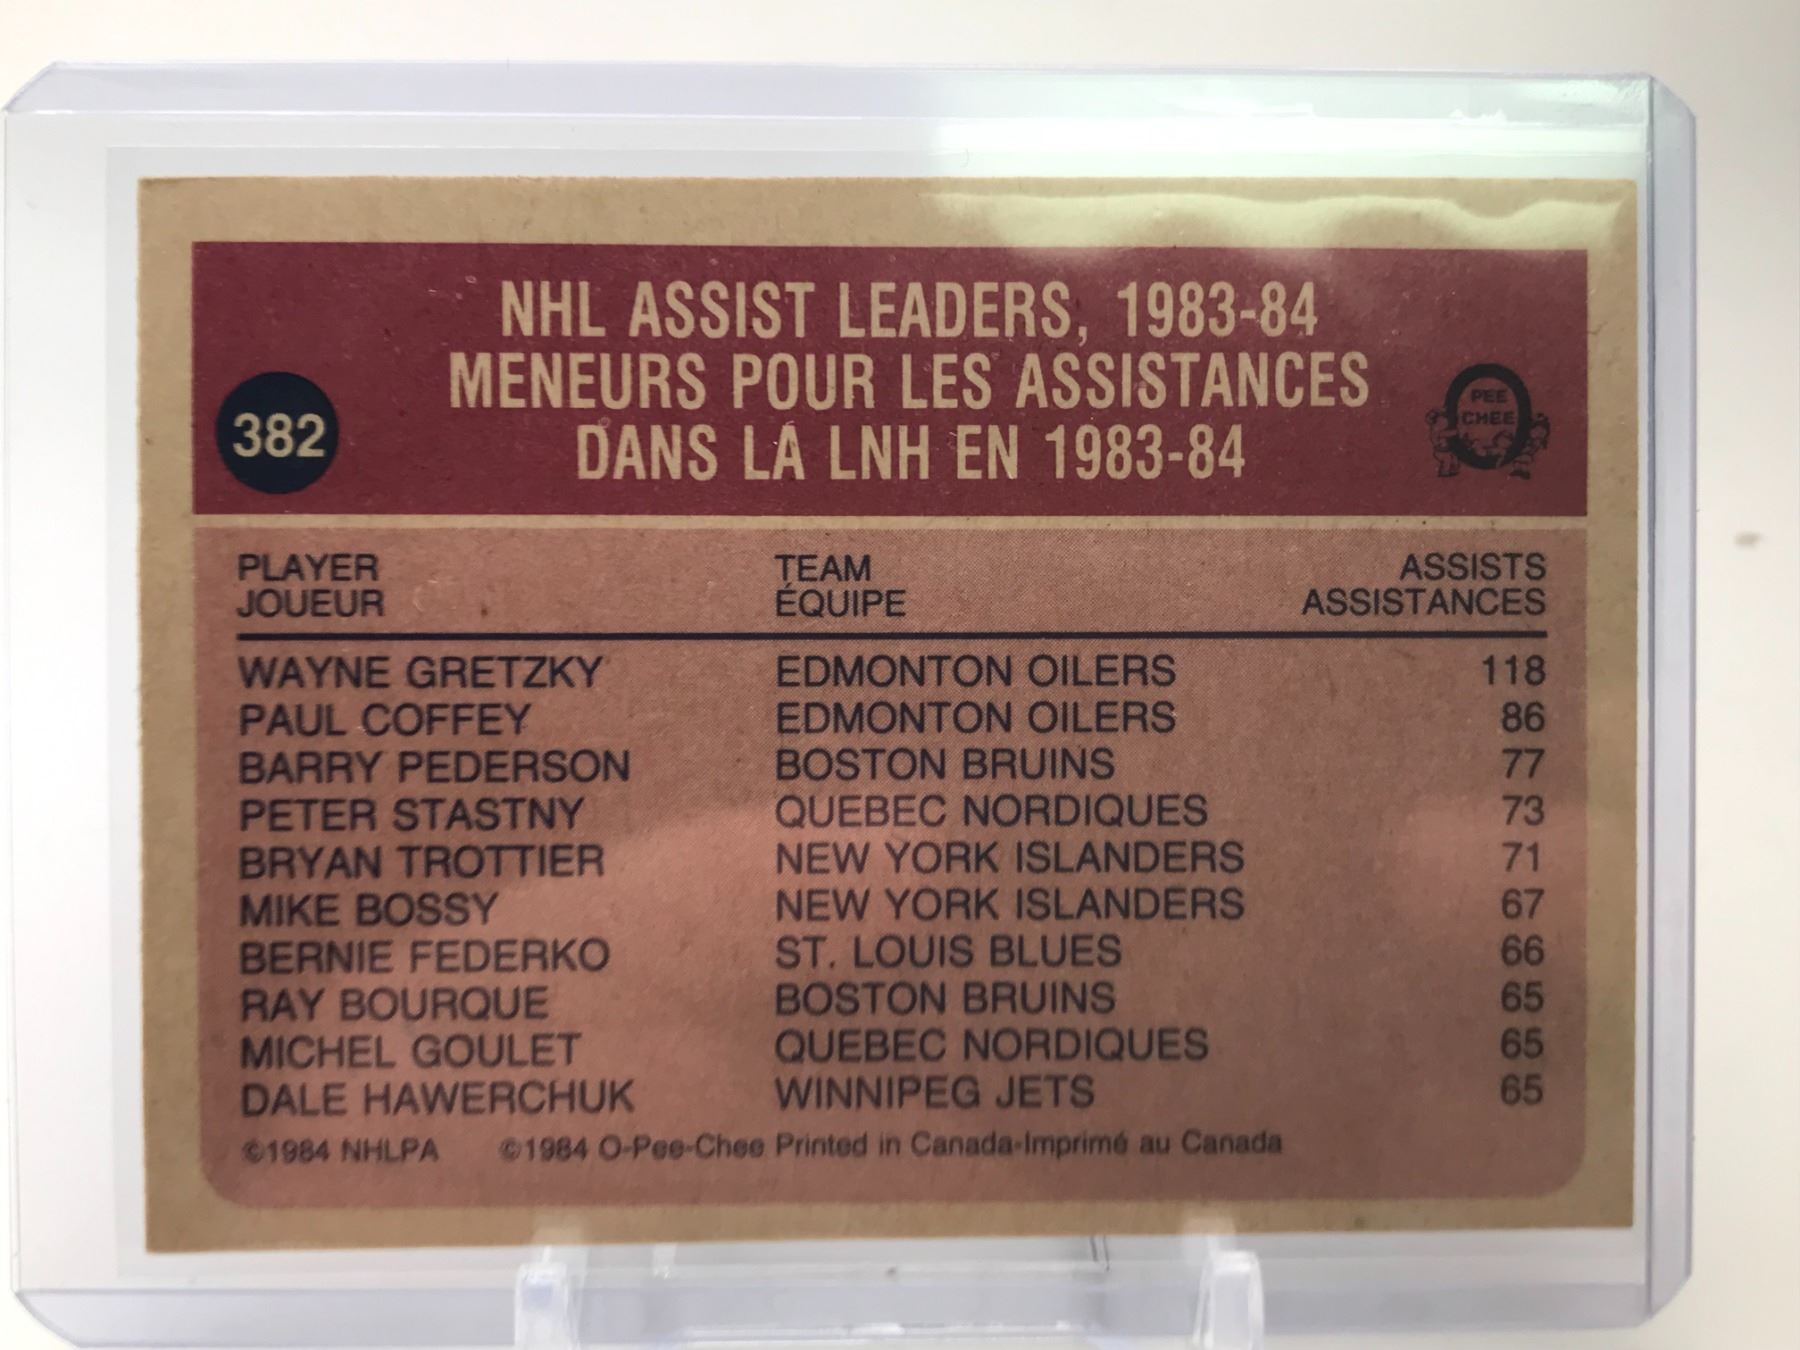 NHL ASSIST LEADERS, 1983-84
MENEURS POUR LES ASSISTANCES
DANS LA LNH EN 1983-84
382
PEE
CHEE
PLAYER TEAM ASSISTS
JOUEUR ÉQUIPE ASSISTANCES
WAYNE GRETZKY EDMONTON OILERS 118
PAUL COFFEY EDMONTON OILERS 86
BARRY PEDERSON BOSTON BRUINS 77
PETER STASTNY QUEBEC NORDIQUES 73
BRYAN TROTTIER NEW YORK ISLANDERS 71
MIKE BOSSY NEW YORK ISLANDERS 67
BERNIE FEDERKO ST. LOUIS BLUES 66
RAY BOURQUE BOSTON BRUINS 65
MICHEL GOULET QUEBEC NORDIQUES 65
DALE HAWERCHUK WINNIPEG JETS 65
©1984 NHLPA ©1984 O-Pee-Chee Printed in Canada-Imprimé au Canada